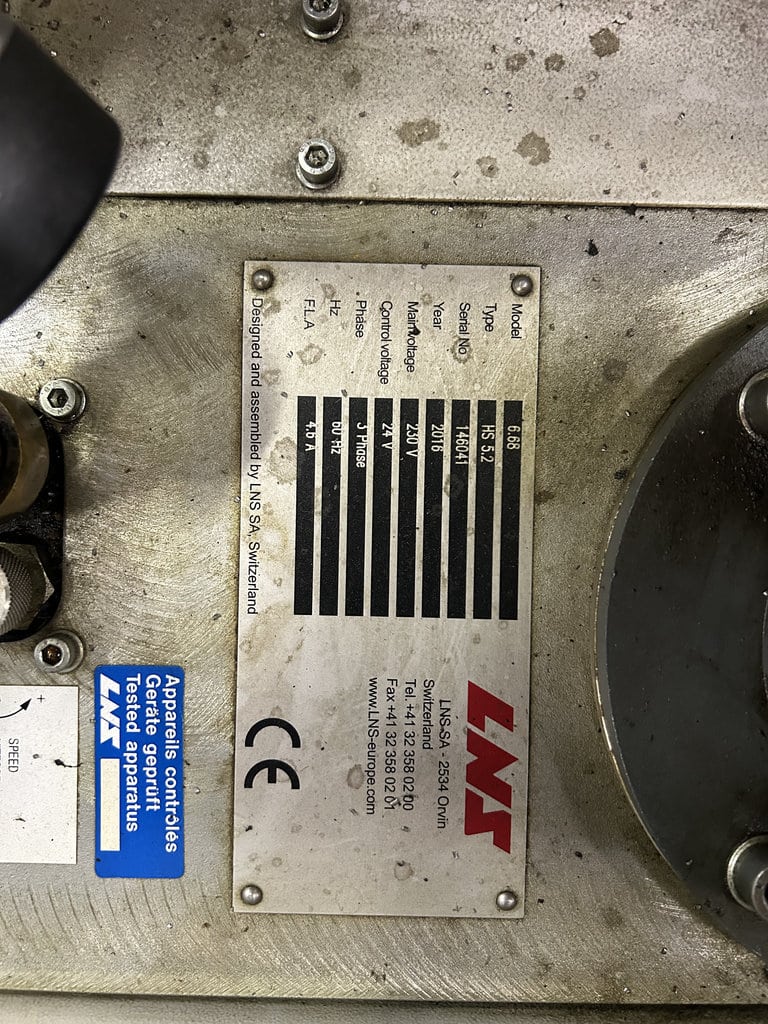 Model 6.68
Type HS 5.2
Serial No 146041
Year 2016
Main voltage 230 V
Control voltage 24 V
Phase 3 Phase
Hz 60 Hz
F.L.A 4,6 A
Designed and assembled by LNS SA, Switzerland
LNS
LNS SA - 2534 Orvin
Switzerland
Tel. +41 32 358 02 00
Fax +41 32 358 02 01
www.LNS-europe.com
CE
Appareils contrôlés
Geräte geprüft
Tested apparatus
LNS
+
SPEED